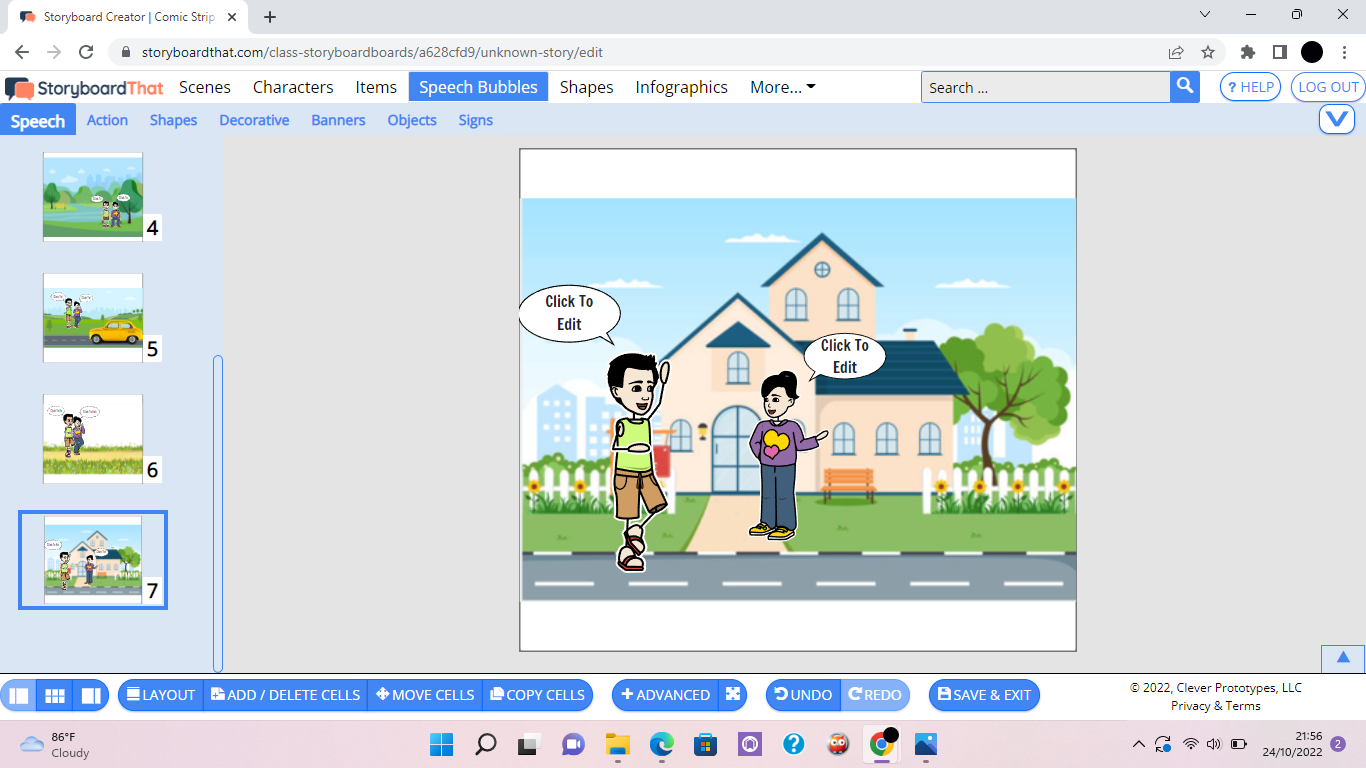 Storyboard Creator | Comic Strip
storyboardthat.com/class-storyboardboards/a628cfd9/unknown-story/edit
StoryboardThat Scenes Characters Items Speech Bubbles Shapes Infographics More... Search ... ? HELP LOG OUT
Speech Action Shapes Decorative Banners Objects Signs
4
5
6
7
Click To
Edit
Click To
Edit
LAYOUT ADD / DELETE CELLS MOVE CELLS COPY CELLS ADVANCED UNDO REDO SAVE & EXIT
© 2022, Clever Prototypes, LLC
Privacy & Terms
86°F
Cloudy
21:56
24/10/2022
2